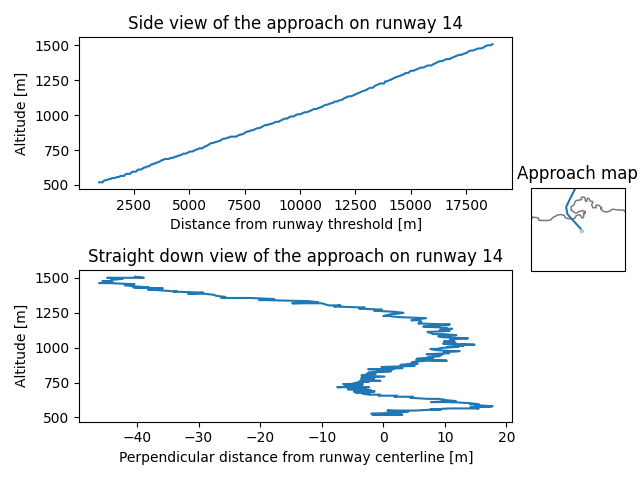 Side view of the approach on runway 14
Altitude [m]
1500
1250
1000
750
500
2500 5000 7500 10000 12500 15000 17500
Distance from runway threshold [m]
Approach map
Straight down view of the approach on runway 14
Altitude [m]
1500
1250
1000
750
500
−40 −30 −20 −10 0 10 20
Perpendicular distance from runway centerline [m]